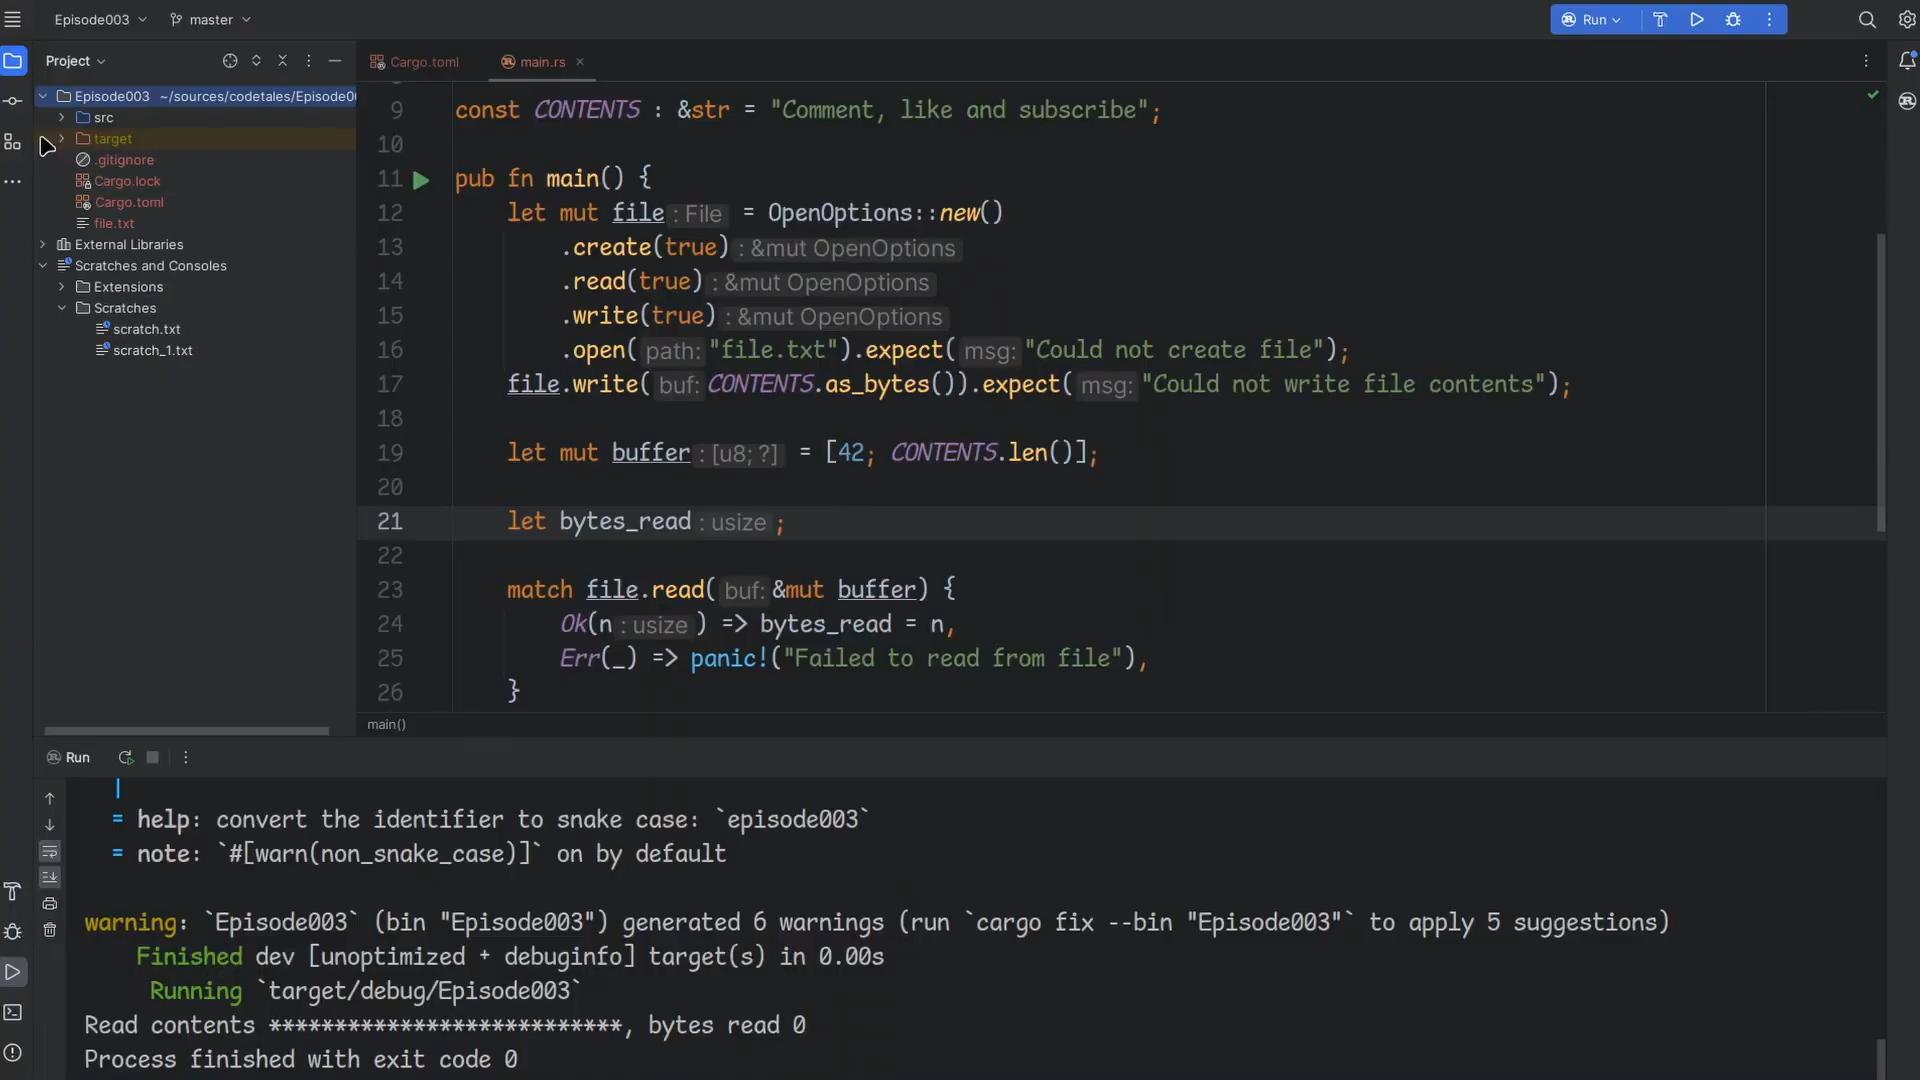 Episode003
master
Run
Project
Cargo.toml
main.rs
Episode003 ~/sources/codetales/Episode00
src
target
.gitignore
Cargo.lock
Cargo.toml
file.txt
External Libraries
Scratches and Consoles
Extensions
Scratches
scratch.txt
scratch_1.txt
9 const CONTENTS : &str = "Comment, like and subscribe";
10
11 pub fn main() {
12 let mut file : File = OpenOptions::new()
13 .create(true) : &mut OpenOptions
14 .read(true) : &mut OpenOptions
15 .write(true) : &mut OpenOptions
16 .open( path: "file.txt").expect( msg: "Could not create file");
17 file.write( buf: CONTENTS.as_bytes()).expect( msg: "Could not write file contents");
18
19 let mut buffer : [u8; ?] = [42; CONTENTS.len()];
20
21 let bytes_read : usize ;
22
23 match file.read( buf: &mut buffer) {
24 Ok(n : usize ) => bytes_read = n,
25 Err(_) => panic!("Failed to read from file"),
26 }
main()
Run
|
= help: convert the identifier to snake case: `episode003`
= note: `#[warn(non_snake_case)]` on by default
warning: `Episode003` (bin "Episode003") generated 6 warnings (run `cargo fix --bin "Episode003"` to apply 5 suggestions)
Finished dev [unoptimized + debuginfo] target(s) in 0.00s
Running `target/debug/Episode003`
Read contents ***************************, bytes read 0
Process finished with exit code 0